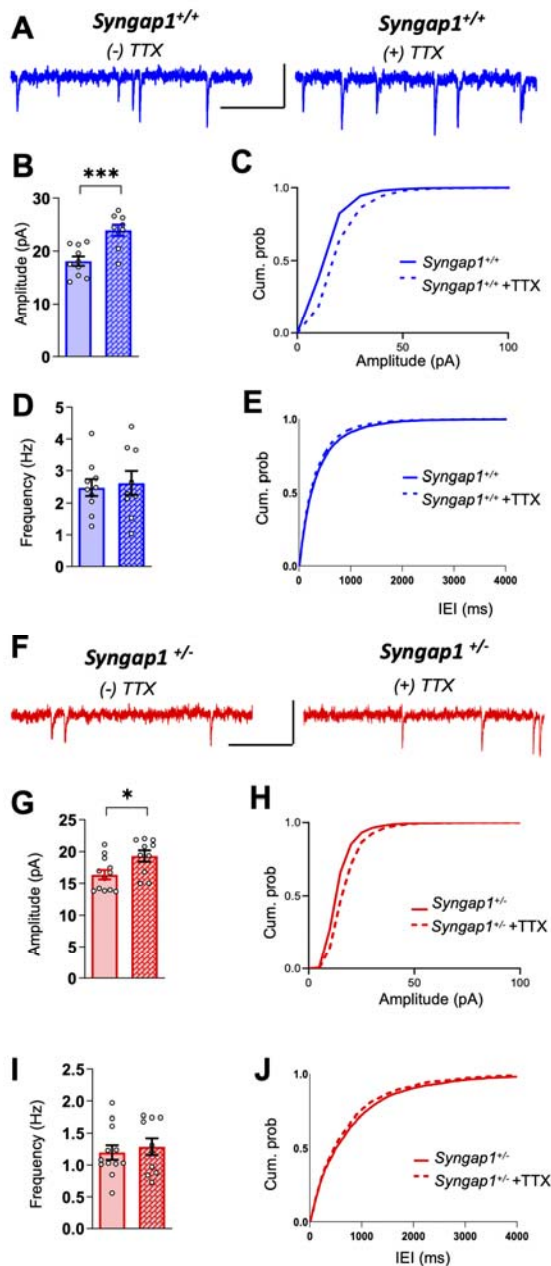 A
Syngap1+/+
(-) TTX
Syngap1+/+
(+) TTX
B
***
Amplitude (pA)
30
20
10
0
C
Cum. prob
1.0
0.5
0.0
0
50
100
Amplitude (pA)
Syngap1+/+
Syngap1+/+ +TTX
D
Frequency (Hz)
5
4
3
2
1
0
E
Cum. prob
1.0
0.5
0.0
0
1000
2000
3000
4000
IEI (ms)
Syngap1+/+
Syngap1+/+ +TTX
F
Syngap1 +/-
(-) TTX
Syngap1 +/-
(+) TTX
G
*
Amplitude (pA)
25
20
15
10
5
0
H
Cum. prob
1.0
0.5
0.0
0
50
100
Amplitude (pA)
Syngap1+/-
Syngap1+/- +TTX
I
Frequency (Hz)
2.5
2.0
1.5
1.0
0.5
0.0
J
Cum. prob
1.0
0.5
0.0
0
1000
2000
3000
4000
IEI (ms)
Syngap1+/-
Syngap1+/- +TTX